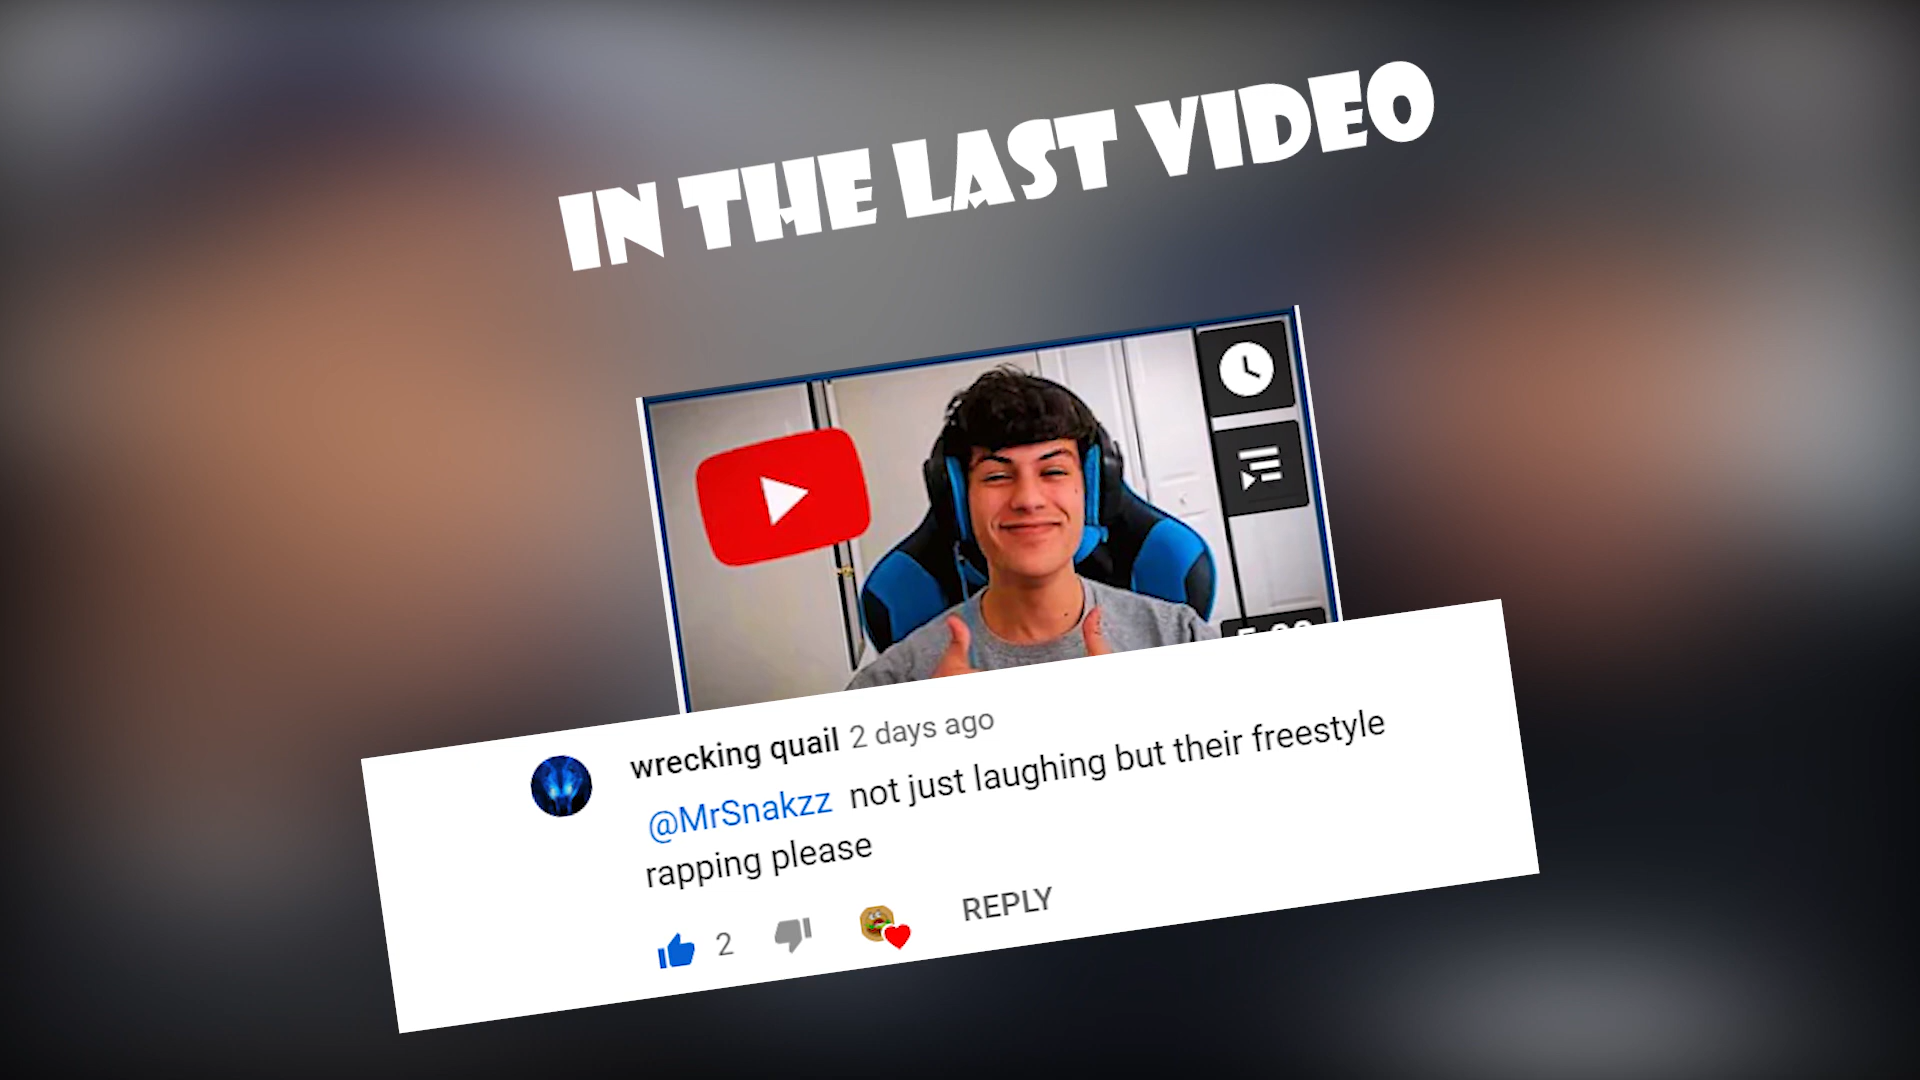 IN THE LAST VIDEO
wrecking quail 2 days ago
@MrSnakzz not just laughing but their freestyle
rapping please
2
REPLY